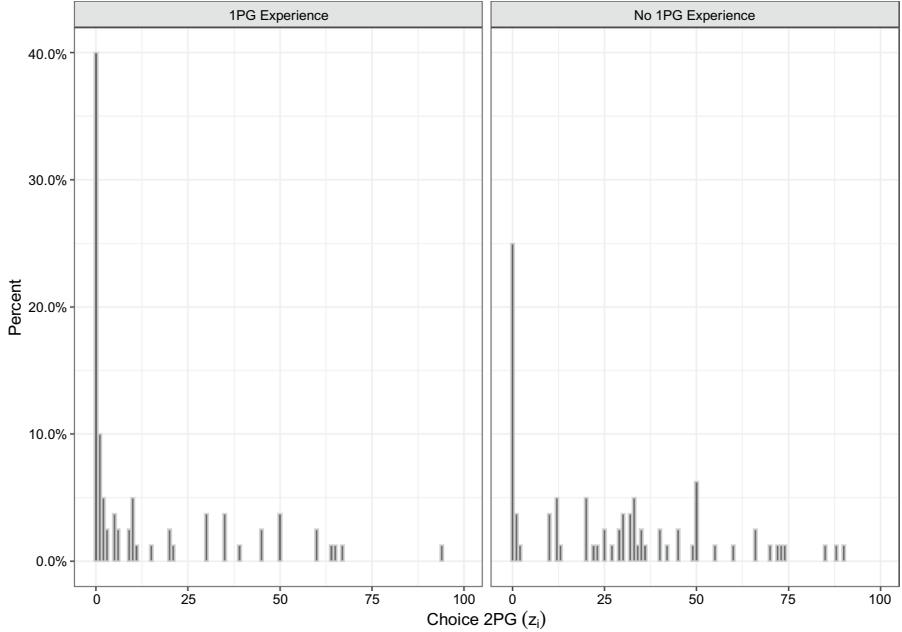 1PG Experience
No 1PG Experience
Percent
40.0%
30.0%
20.0%
10.0%
0.0%
0 25 50 75 100
0 25 50 75 100
Choice 2PG (zᵢ)